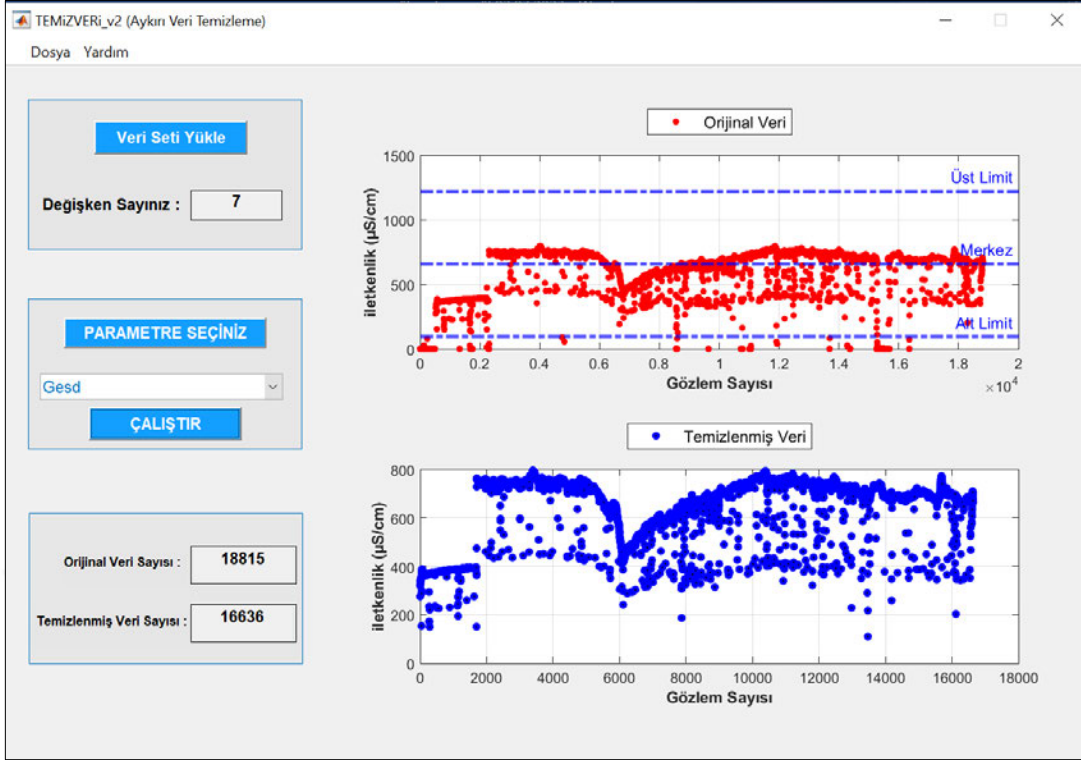 TEMiZVERi_v2 (Aykırı Veri Temizleme)
Dosya Yardım
Veri Seti Yükle
Değişken Sayınız : 7
PARAMETRE SEÇİNİZ
Gesd
ÇALIŞTIR
Orijinal Veri Sayısı : 18815
Temizlenmiş Veri Sayısı : 16636
Orijinal Veri
1500
1000
500
0
iletkenlik (µS/cm)
Üst Limit
Merkez
Alt Limit
0 0.2 0.4 0.6 0.8 1 1.2 1.4 1.6 1.8 2
×10⁴
Gözlem Sayısı
Temizlenmiş Veri
800
600
400
200
0
iletkenlik (µS/cm)
0 2000 4000 6000 8000 10000 12000 14000 16000 18000
Gözlem Sayısı